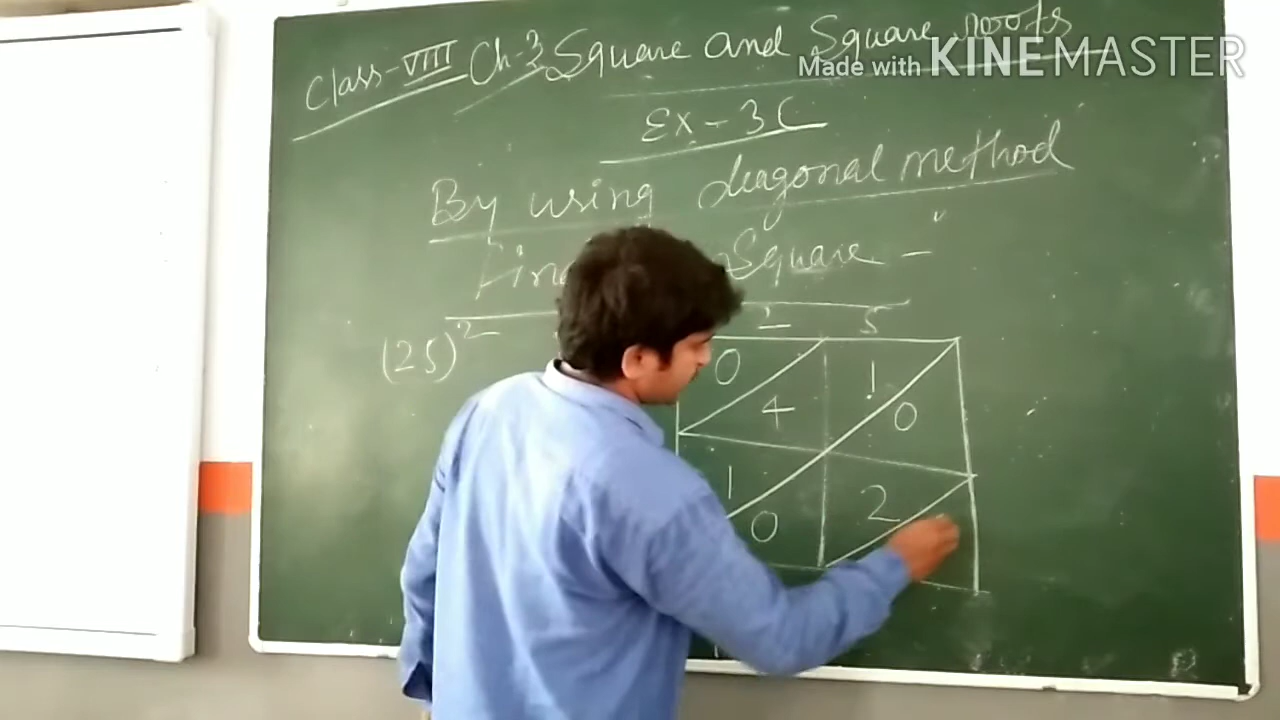 Class-VIII Ch-3 Square and Square roots
Made with KINEMASTER
Ex-3C
By using diagonal method
Square -
(25)²
2 5
0 4 1 0
1 0 2